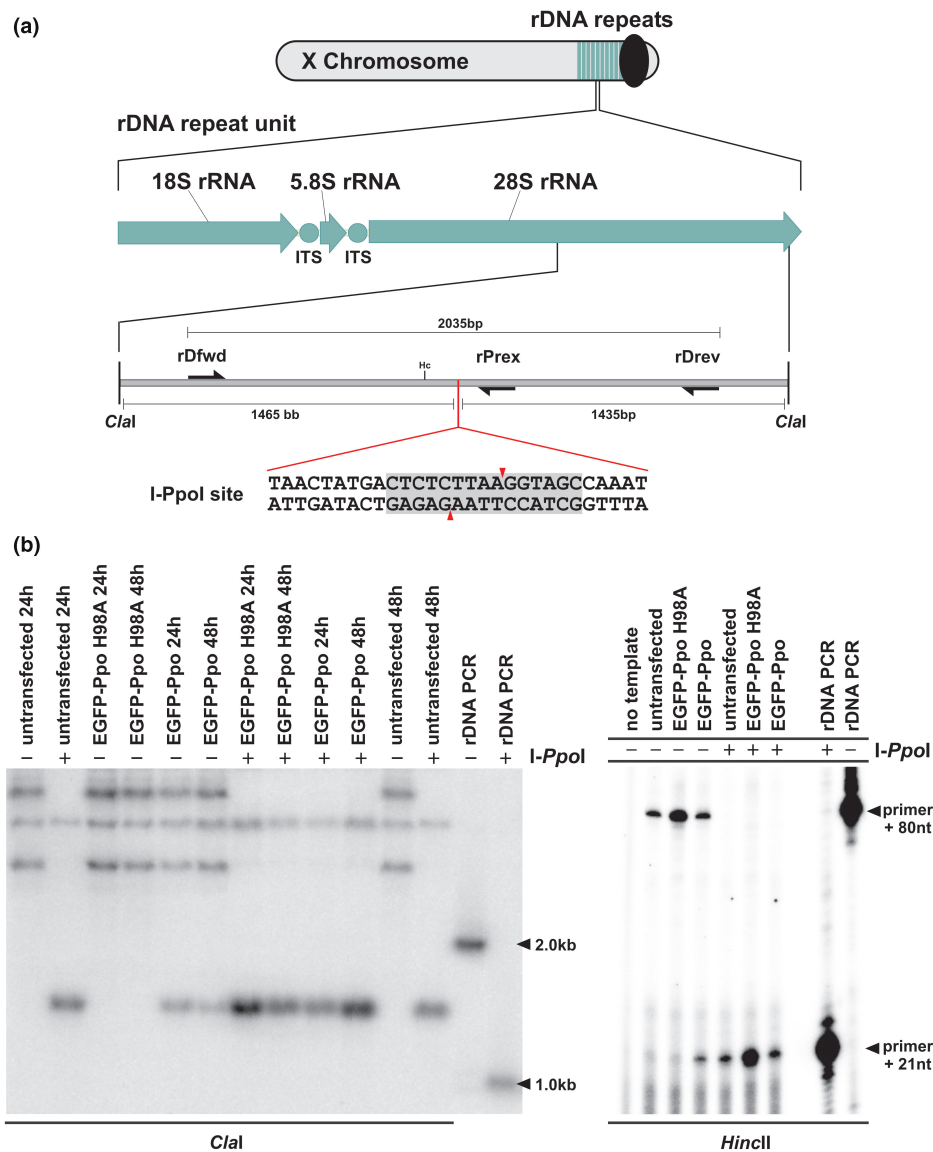 (a)
rDNA repeats
X Chromosome
rDNA repeat unit
18S rRNA
5.8S rRNA
28S rRNA
ITS
ITS
2035bp
rDfwd
Hc
rPrex
rDrev
1465 bb
1435bp
ClaI
ClaI
TAACTATGACTCTCTTAAGGTAGCCAAAT
I-PpoI site
ATTGATACTGAGAGAATTCCATCGGTTTA
(b)
untransfected 24h
untransfected 24h
EGFP-Ppo H98A 24h
EGFP-Ppo H98A 48h
EGFP-Ppo 24h
EGFP-Ppo 48h
EGFP-Ppo H98A 24h
EGFP-Ppo H98A 48h
EGFP-Ppo 24h
EGFP-Ppo 48h
untransfected 48h
untransfected 48h
rDNA PCR
rDNA PCR
no template
untransfected
EGFP-Ppo H98A
EGFP-Ppo
untransfected
EGFP-Ppo H98A
EGFP-Ppo
rDNA PCR
rDNA PCR
− + − − − − + + + + − + − + I-PpoI
− − − − + + + + − I-PpoI
2.0kb
1.0kb
primer
+ 80nt
primer
+ 21nt
ClaI
HincII